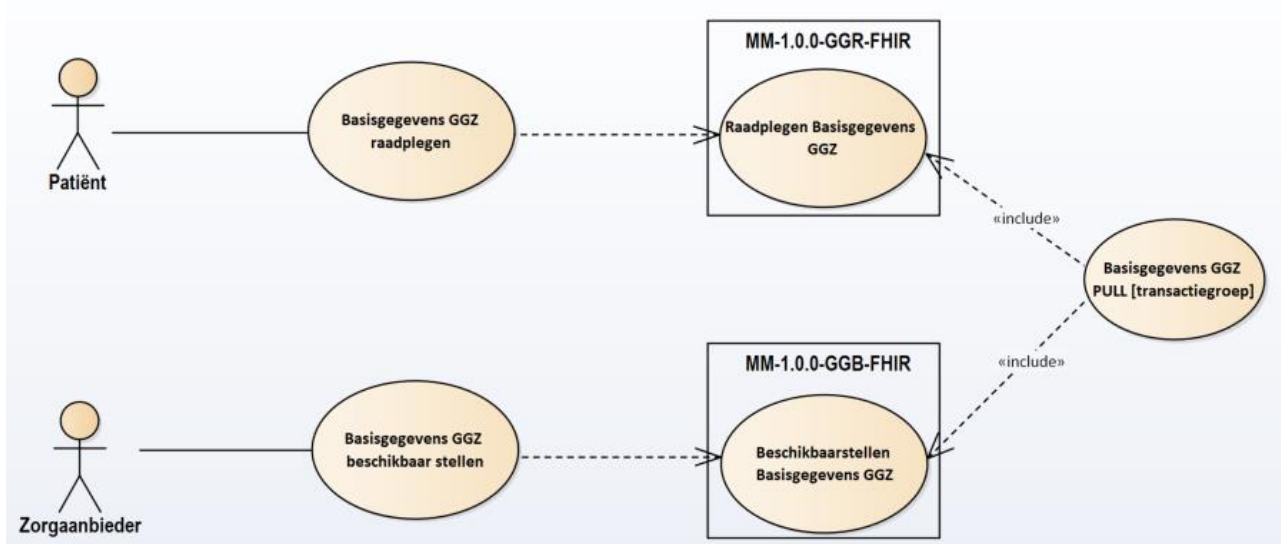 MM-1.0.0-GGR-FHIR
Basisgegevens GGZ
raadplegen
Raadplegen Basisgegevens
GGZ
Patiënt
«include»
Basisgegevens GGZ
PULL [transactiegroep]
«include»
MM-1.0.0-GGB-FHIR
Basisgegevens GGZ
beschikbaar stellen
Beschikbaarstellen
Basisgegevens GGZ
Zorgaanbieder